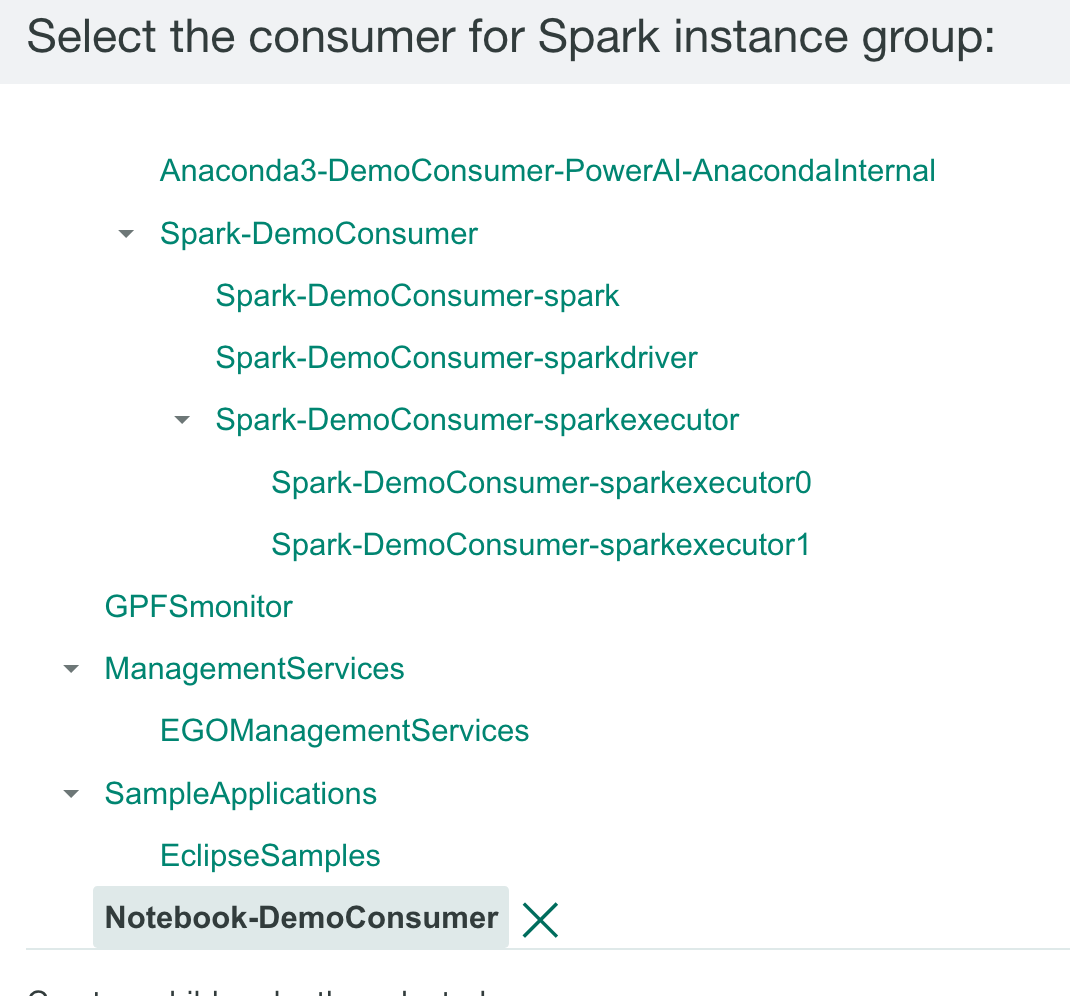 Select the consumer for Spark instance group:
Anaconda3-DemoConsumer-PowerAI-AnacondaInternal
Spark-DemoConsumer
Spark-DemoConsumer-spark
Spark-DemoConsumer-sparkdriver
Spark-DemoConsumer-sparkexecutor
Spark-DemoConsumer-sparkexecutor0
Spark-DemoConsumer-sparkexecutor1
GPFSmonitor
ManagementServices
EGOManagementServices
SampleApplications
EclipseSamples
Notebook-DemoConsumer